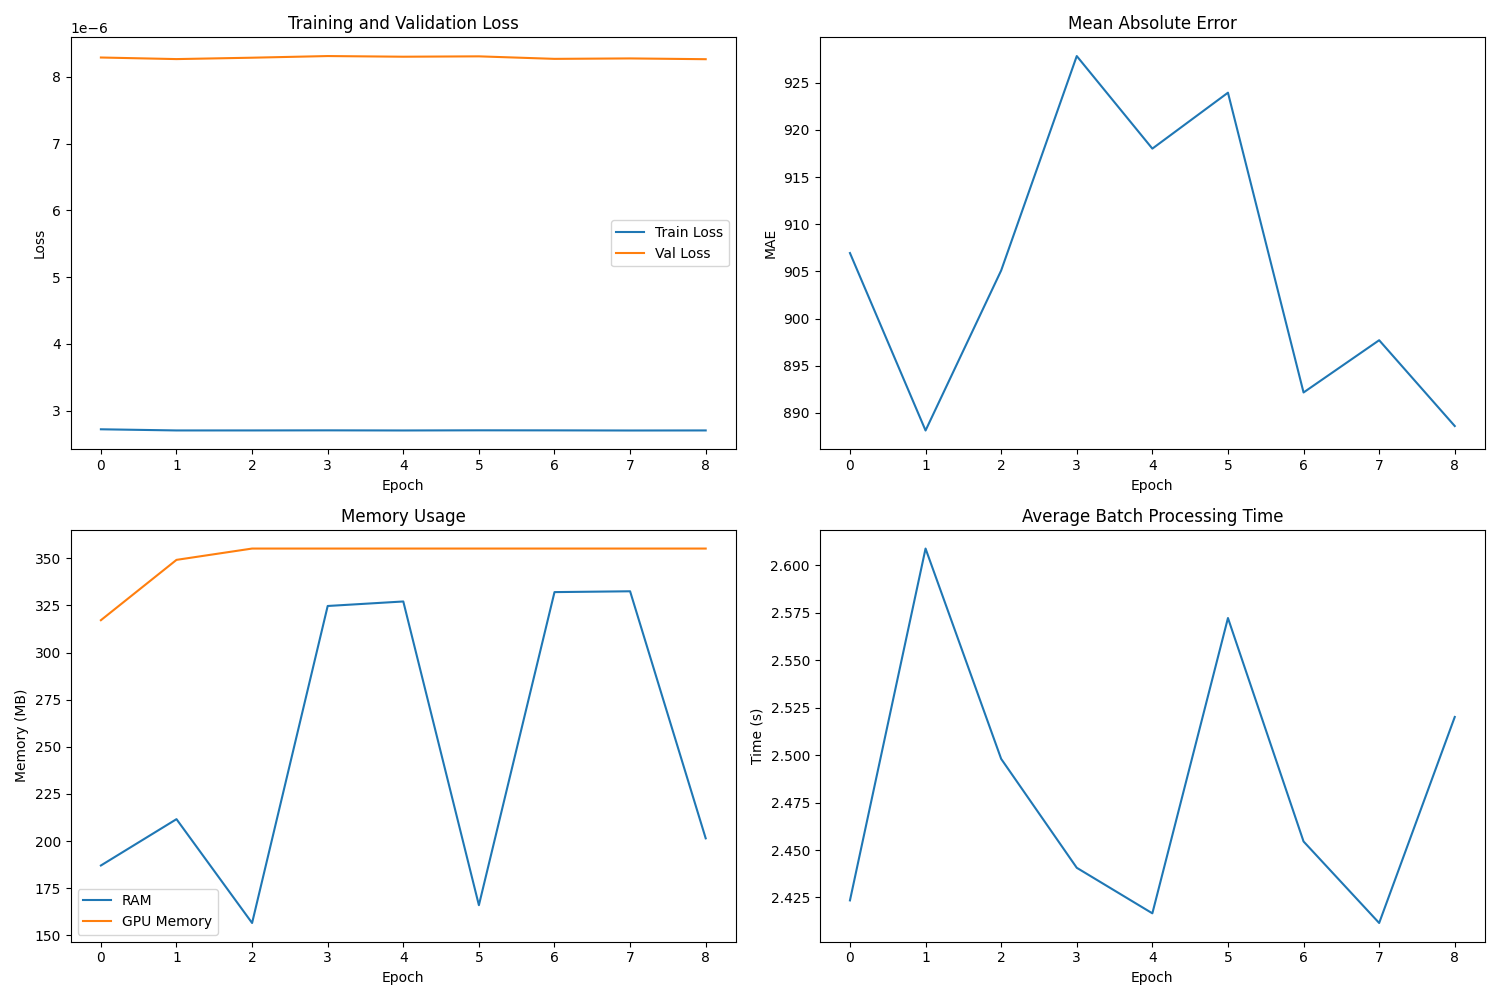 Training and Validation Loss
1e−6
8
7
6
5
4
3
Loss
Train Loss
Val Loss
0 1 2 3 4 5 6 7 8
Epoch
Mean Absolute Error
925
920
915
910
905
900
895
890
MAE
0 1 2 3 4 5 6 7 8
Epoch
Memory Usage
350
325
300
275
250
225
200
175
150
Memory (MB)
RAM
GPU Memory
0 1 2 3 4 5 6 7 8
Epoch
Average Batch Processing Time
2.600
2.575
2.550
2.525
2.500
2.475
2.450
2.425
Time (s)
0 1 2 3 4 5 6 7 8
Epoch